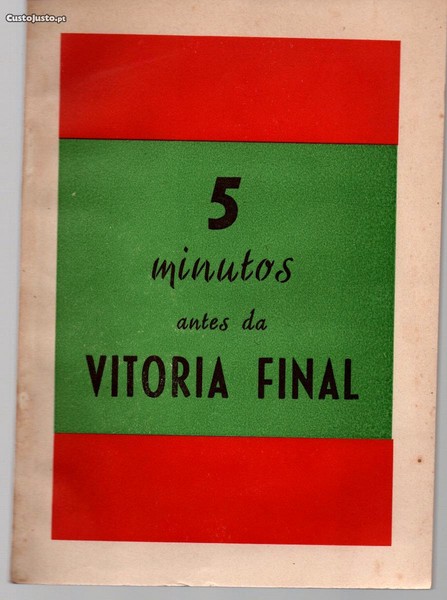 CustoJusto.pt
5
minutos
antes da
VITORIA FINAL